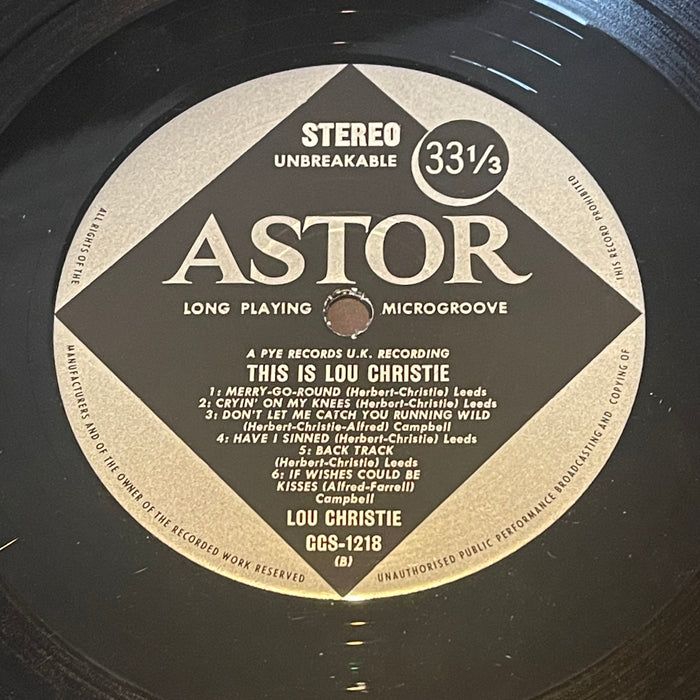 STEREO
UNBREAKABLE
33 1/3
ASTOR
LONG PLAYING MICROGROOVE
A PYE RECORDS U.K. RECORDING
THIS IS LOU CHRISTIE
1: MERRY-GO-ROUND (Herbert-Christie) Leeds
2: CRYIN' ON MY KNEES (Herbert-Christie) Leeds
3: DON'T LET ME CATCH YOU RUNNING WILD
(Herbert-Christie-Alfred) Campbell
4: HAVE I SINNED (Herbert-Christie) Leeds
5: BACK TRACK
(Herbert-Christie) Leeds
6: IF WISHES COULD BE
KISSES (Alfred-Farrell)
Campbell
LOU CHRISTIE
GGS-1218
(B)
ALL RIGHTS OF THE
MANUFACTURERS AND OF THE OWNER OF THE RECORDED WORK RESERVED
UNAUTHORISED PUBLIC PERFORMANCE BROADCASTING AND COPYING OF
THIS RECORD PROHIBITED